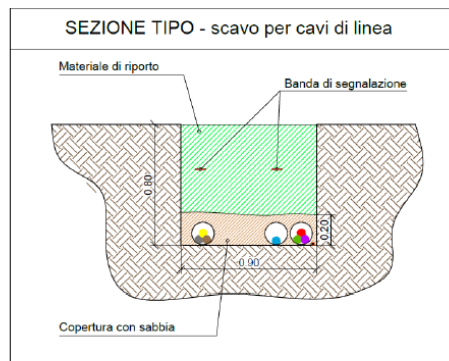 SEZIONE TIPO - scavo per cavi di linea
Materiale di riporto
Banda di segnalazione
0.80
0.20
0.90
Copertura con sabbia